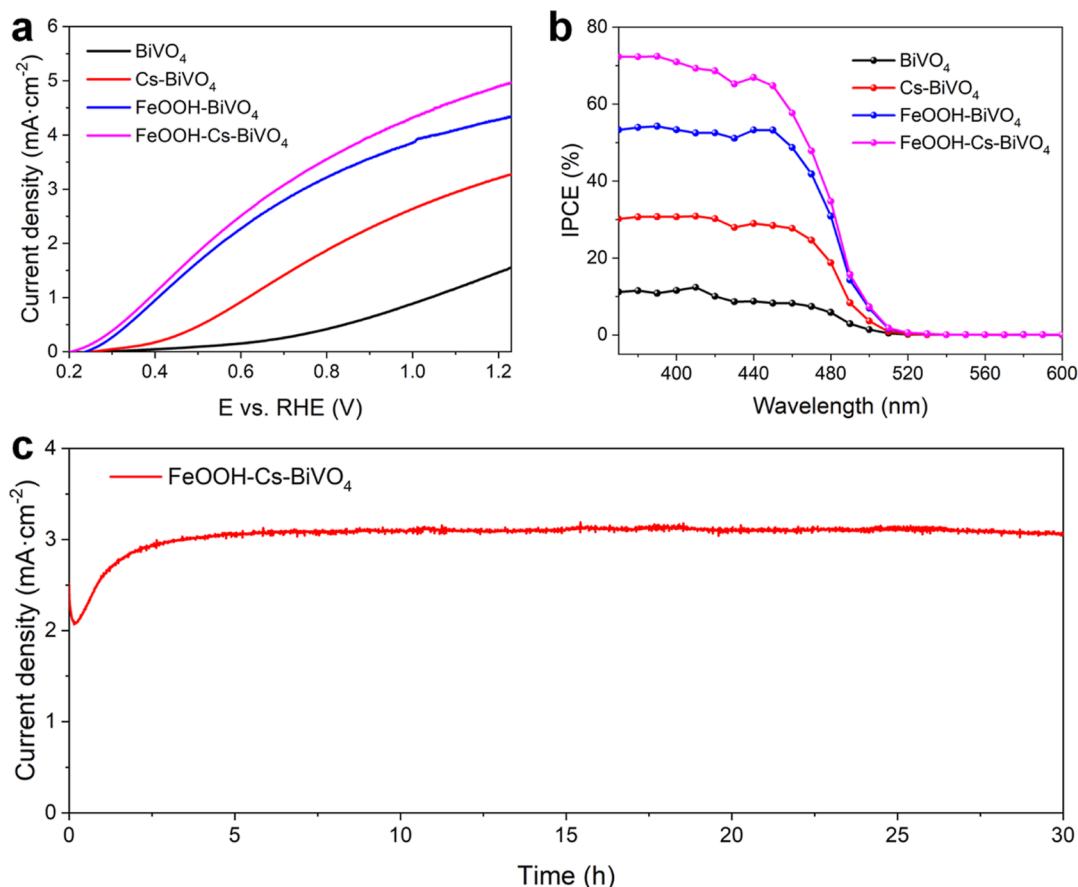 a
Current density (mA·cm⁻²)
6
5
4
3
2
1
0
BiVO₄
Cs-BiVO₄
FeOOH-BiVO₄
FeOOH-Cs-BiVO₄
0.2 0.4 0.6 0.8 1.0 1.2
E vs. RHE (V)
b
IPCE (%)
80
60
40
20
0
BiVO₄
Cs-BiVO₄
FeOOH-BiVO₄
FeOOH-Cs-BiVO₄
400 440 480 520 560 600
Wavelength (nm)
c
Current density (mA·cm⁻²)
4
3
2
1
0
FeOOH-Cs-BiVO₄
0 5 10 15 20 25 30
Time (h)